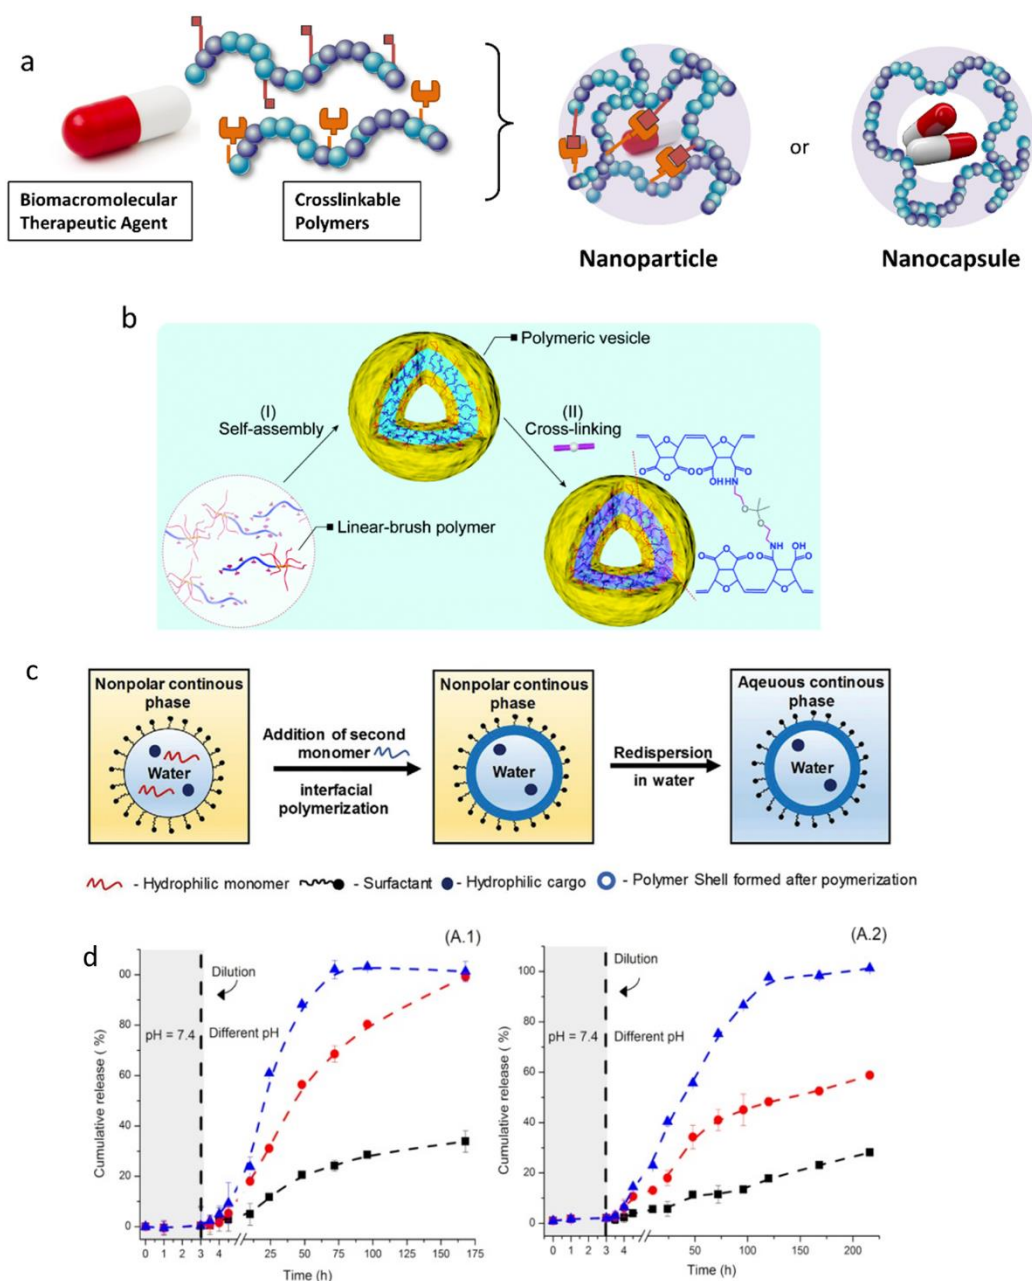 a
Biomacromolecular
Therapeutic Agent
Crosslinkable
Polymers
Nanoparticle
or
Nanocapsule
b
Polymeric vesicle
(I)
Self-assembly
(II)
Cross-linking
Linear-brush polymer
O
O
O
O
O
O
OH
HN
O
O
O
O
NH
O
OH
O
O
O
O
O
c
Nonpolar continous
phase
Water
Addition of second
monomer
interfacial
polymerization
Nonpolar continous
phase
Water
Redispersion
in water
Aqeuous continous
phase
Water
- Hydrophilic monomer
- Surfactant
- Hydrophilic cargo
- Polymer Shell formed after poymerization
d
(A.1)
Dilution
pH = 7.4
Different pH
Cumulative release ( %)
00
80
60
40
20
0
0 1 3 4 25 50 75 100 125 150 175
Time (h)
(A.2)
Dilution
pH = 7.4
Different pH
Cumulative release (%)
100
80
60
40
20
0
0 1 3 4 50 100 150 200
Time (h)